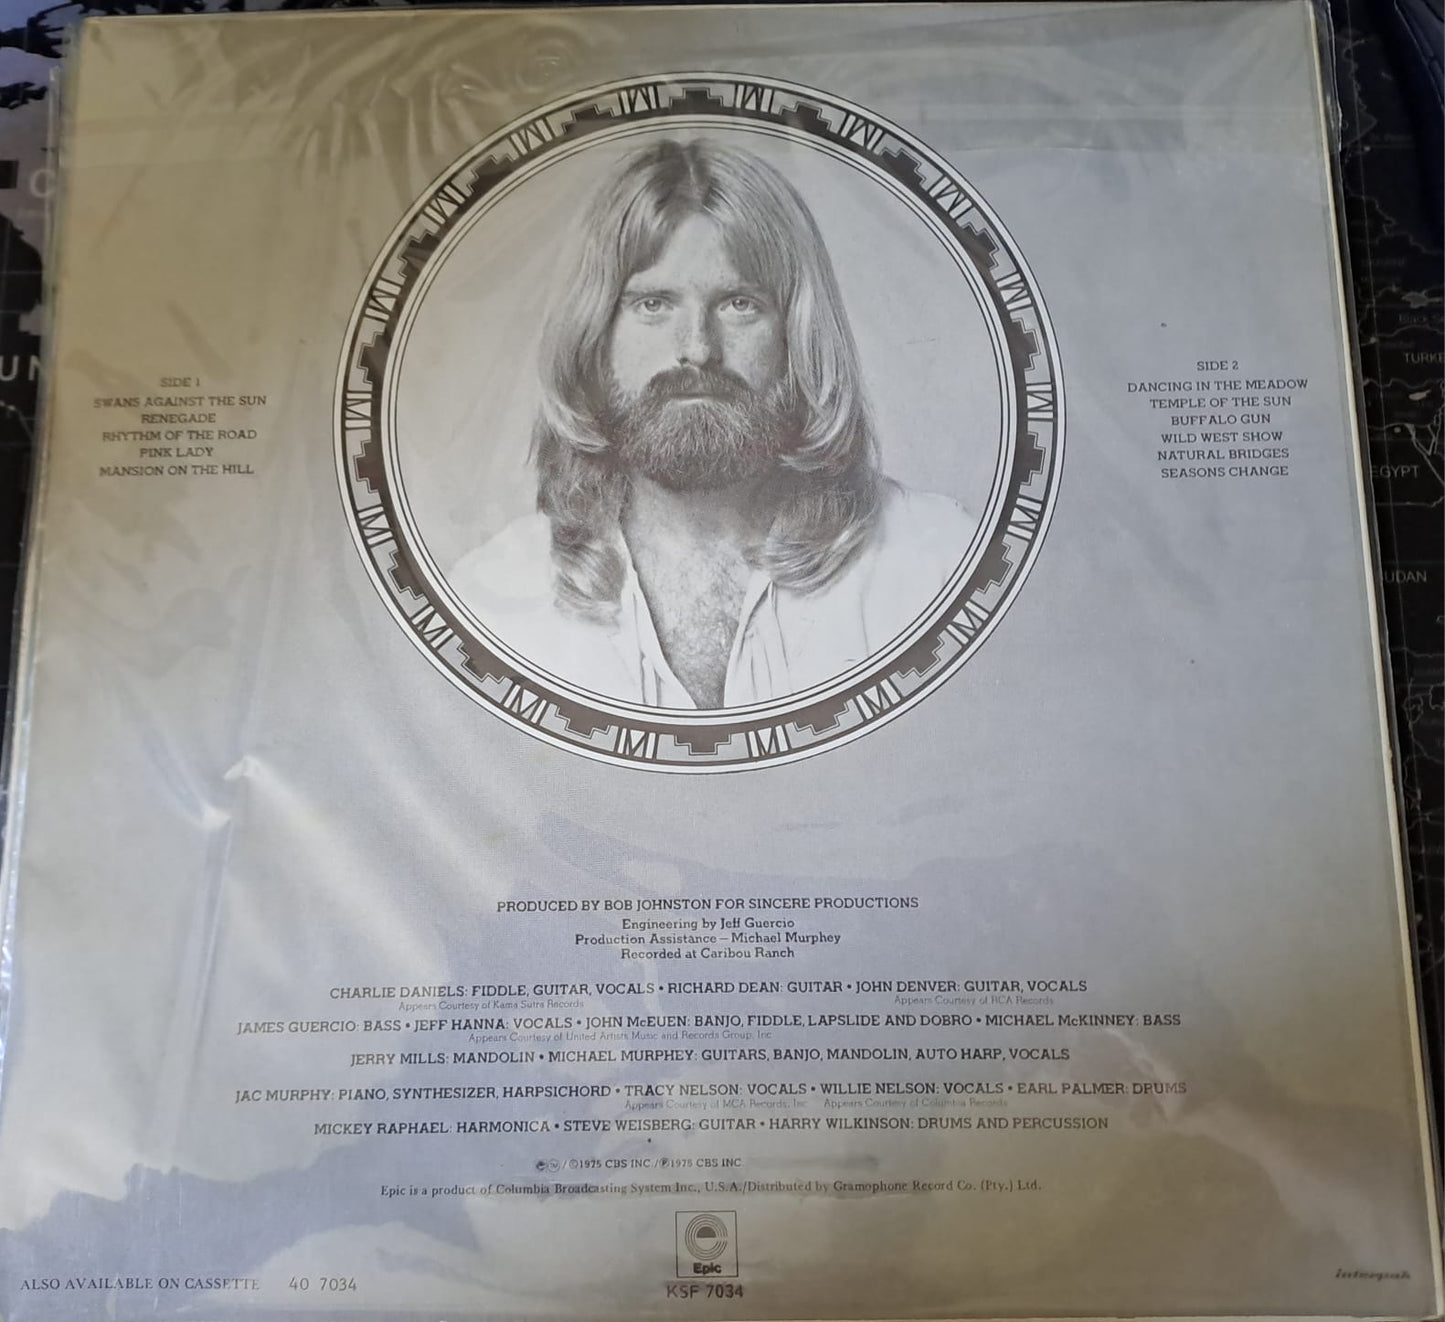 SIDE 1
SWANS AGAINST THE SUN
RENEGADE
RHYTHM OF THE ROAD
PINK LADY
MANSION ON THE HILL
SIDE 2
DANCING IN THE MEADOW
TEMPLE OF THE SUN
BUFFALO GUN
WILD WEST SHOW
NATURAL BRIDGES
SEASONS CHANGE
PRODUCED BY BOB JOHNSTON FOR SINCERE PRODUCTIONS
Engineering by Jeff Guercio
Production Assistance – Michael Murphey
Recorded at Caribou Ranch
CHARLIE DANIELS: FIDDLE, GUITAR, VOCALS • RICHARD DEAN: GUITAR • JOHN DENVER: GUITAR, VOCALS
Appears Courtesy of Kama Sutra Records Appears Courtesy of RCA Records
JAMES GUERCIO: BASS • JEFF HANNA: VOCALS • JOHN McEUEN: BANJO, FIDDLE, LAPSLIDE AND DOBRO • MICHAEL McKINNEY: BASS
Appears Courtesy of United Artists Music and Records Group, Inc
JERRY MILLS: MANDOLIN • MICHAEL MURPHEY: GUITARS, BANJO, MANDOLIN, AUTO HARP, VOCALS
JAC MURPHY: PIANO, SYNTHESIZER, HARPSICHORD • TRACY NELSON: VOCALS • WILLIE NELSON: VOCALS • EARL PALMER: DRUMS
Appears Courtesy of MCA Records, Inc Appears Courtesy of Columbia Records
MICKEY RAPHAEL: HARMONICA • STEVE WEISBERG: GUITAR • HARRY WILKINSON: DRUMS AND PERCUSSION
/ ©1975 CBS INC./℗1975 CBS INC.
Epic is a product of Columbia Broadcasting System Inc., U.S.A./Distributed by Gramophone Record Co. (Pty.) Ltd.
Epic
KSF 7034
ALSO AVAILABLE ON CASSETTE 40 7034
TURKE
EGYPT
UDAN